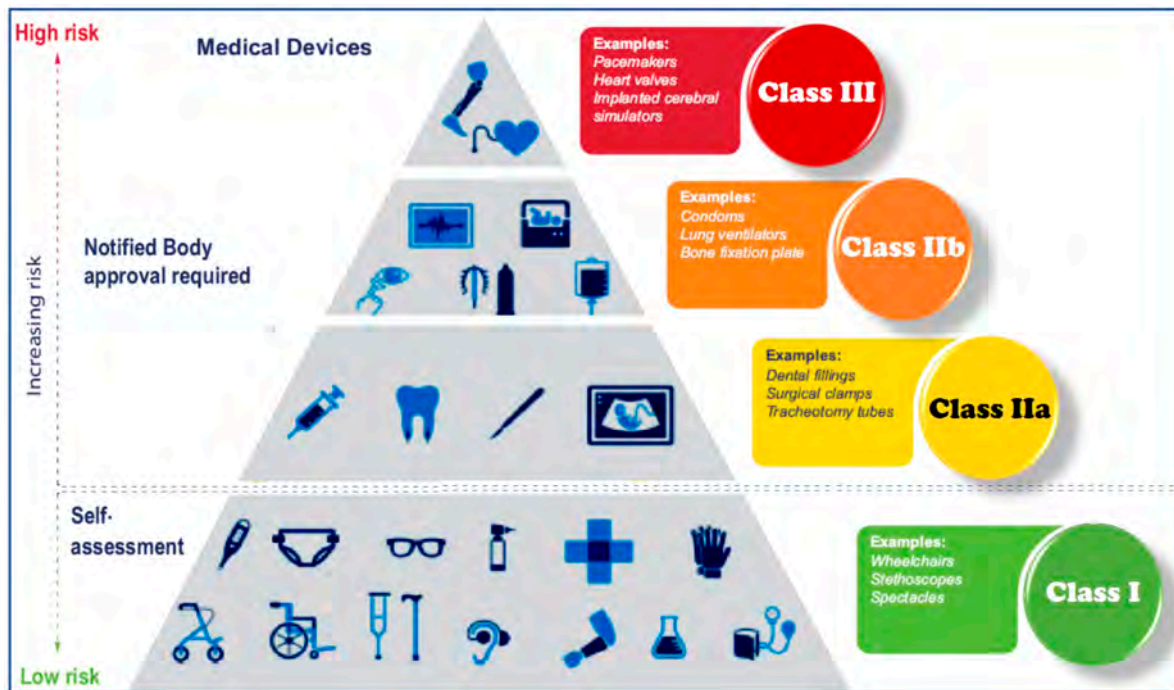 High risk
Medical Devices
Examples:
Pacemakers
Heart valves
Implanted cerebral
simulators
Class III
Increasing risk
Notified Body
approval required
Examples:
Condoms
Lung ventilators
Bone fixation plate
Class IIb
Examples:
Dental fillings
Surgical clamps
Tracheotomy tubes
Class IIa
Self-
assessment
Examples:
Wheelchairs
Stethoscopes
Spectacles
Class I
Low risk